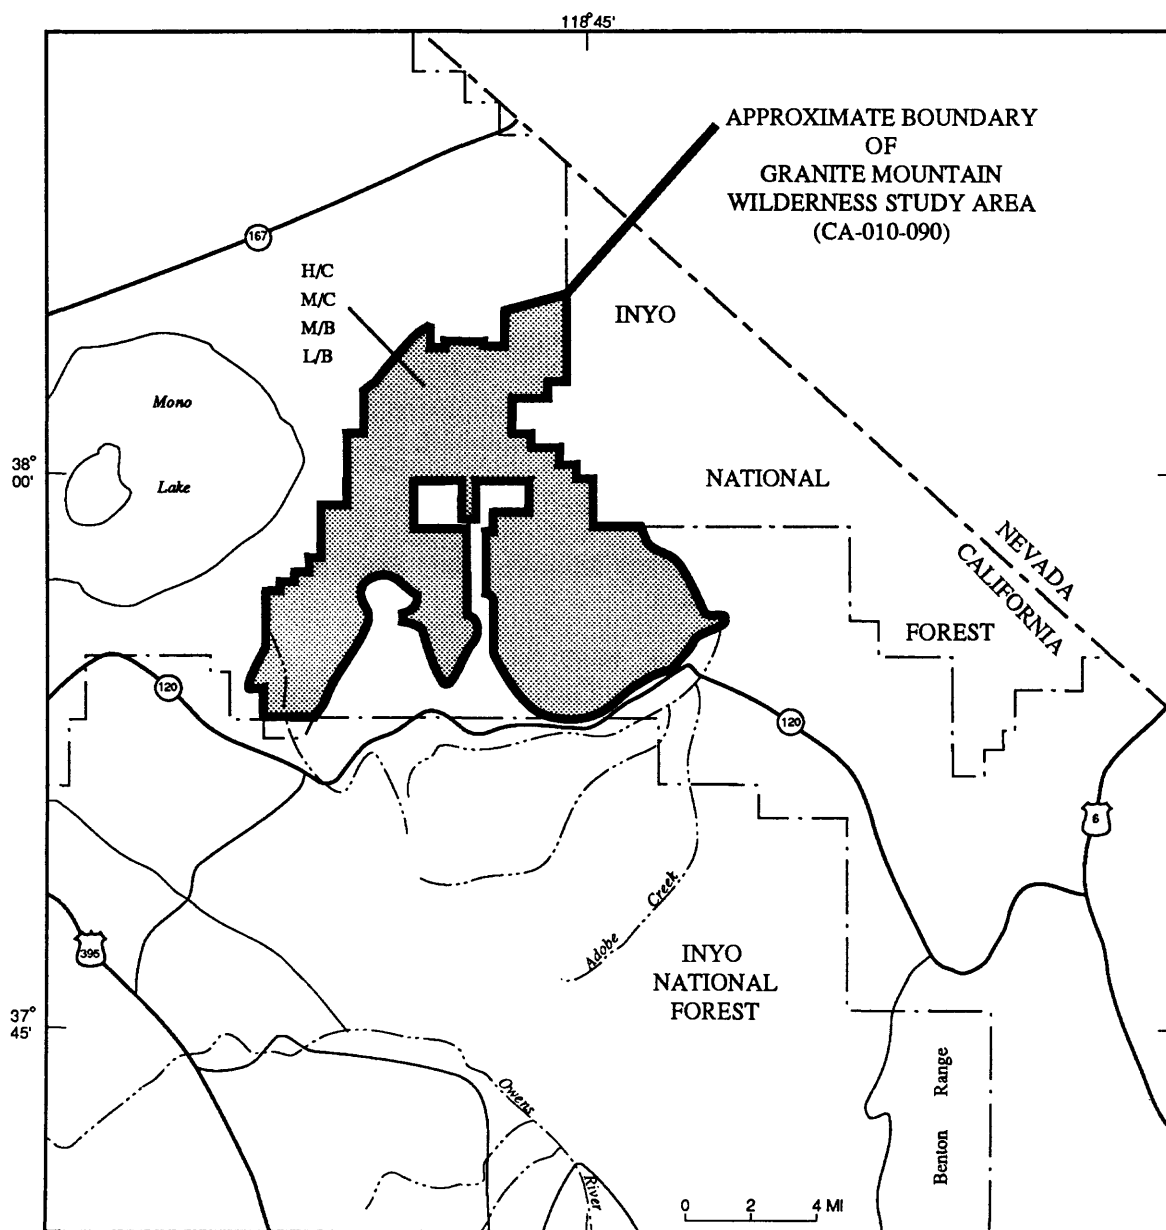 118°45'
APPROXIMATE BOUNDARY
OF
GRANITE MOUNTAIN
WILDERNESS STUDY AREA
(CA-010-090)
167
H/C
M/C
M/B
L/B
INYO
Mono
Lake
38°
00'
NATIONAL
NEVADA
CALIFORNIA
FOREST
120
120
6
Adobe Creek
395
INYO
NATIONAL
FOREST
37°
45'
Owens River
Benton Range
0 2 4 MI